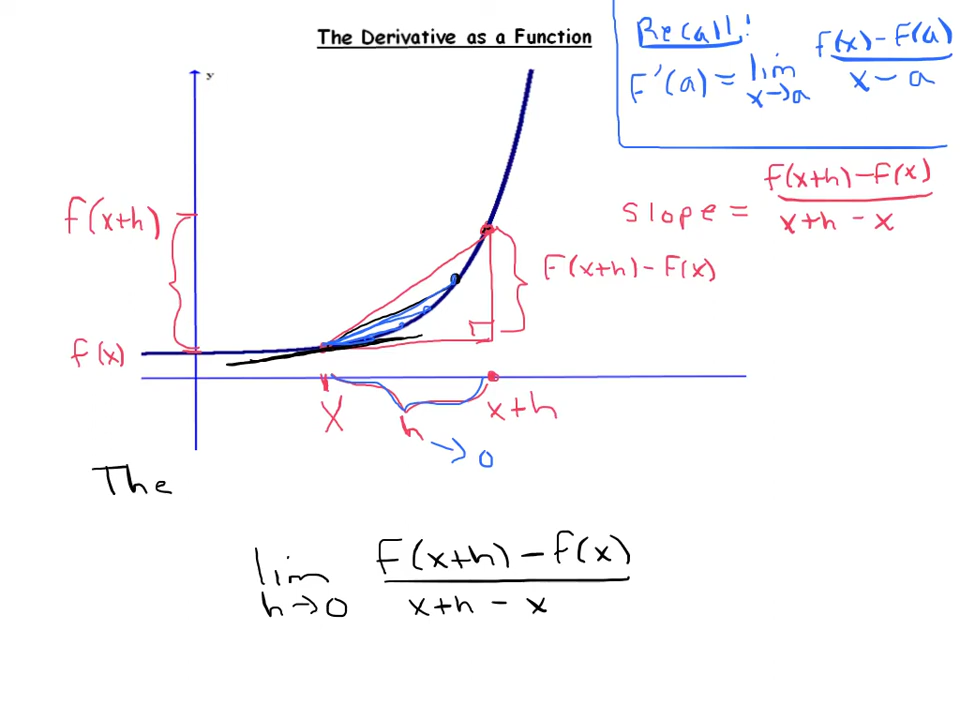 The Derivative as a Function
Recall!
F'(a) = lim x→a F(x) - F(a) / x - a
y
slope = F(x+h) - F(x) / x+h - x
f(x+h)
F(x+h) - F(x)
f(x)
X
h → 0
x+h
The
lim h→0 F(x+h) - f(x) / x+h - x